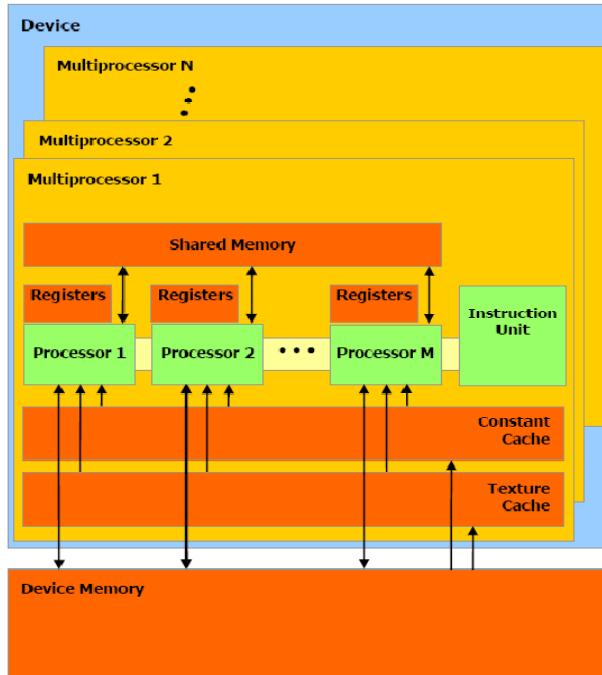 Device
Multiprocessor N
Multiprocessor 2
Multiprocessor 1
Shared Memory
Registers
Registers
Registers
Processor 1
Processor 2
• • •
Processor M
Instruction
Unit
Constant
Cache
Texture
Cache
Device Memory